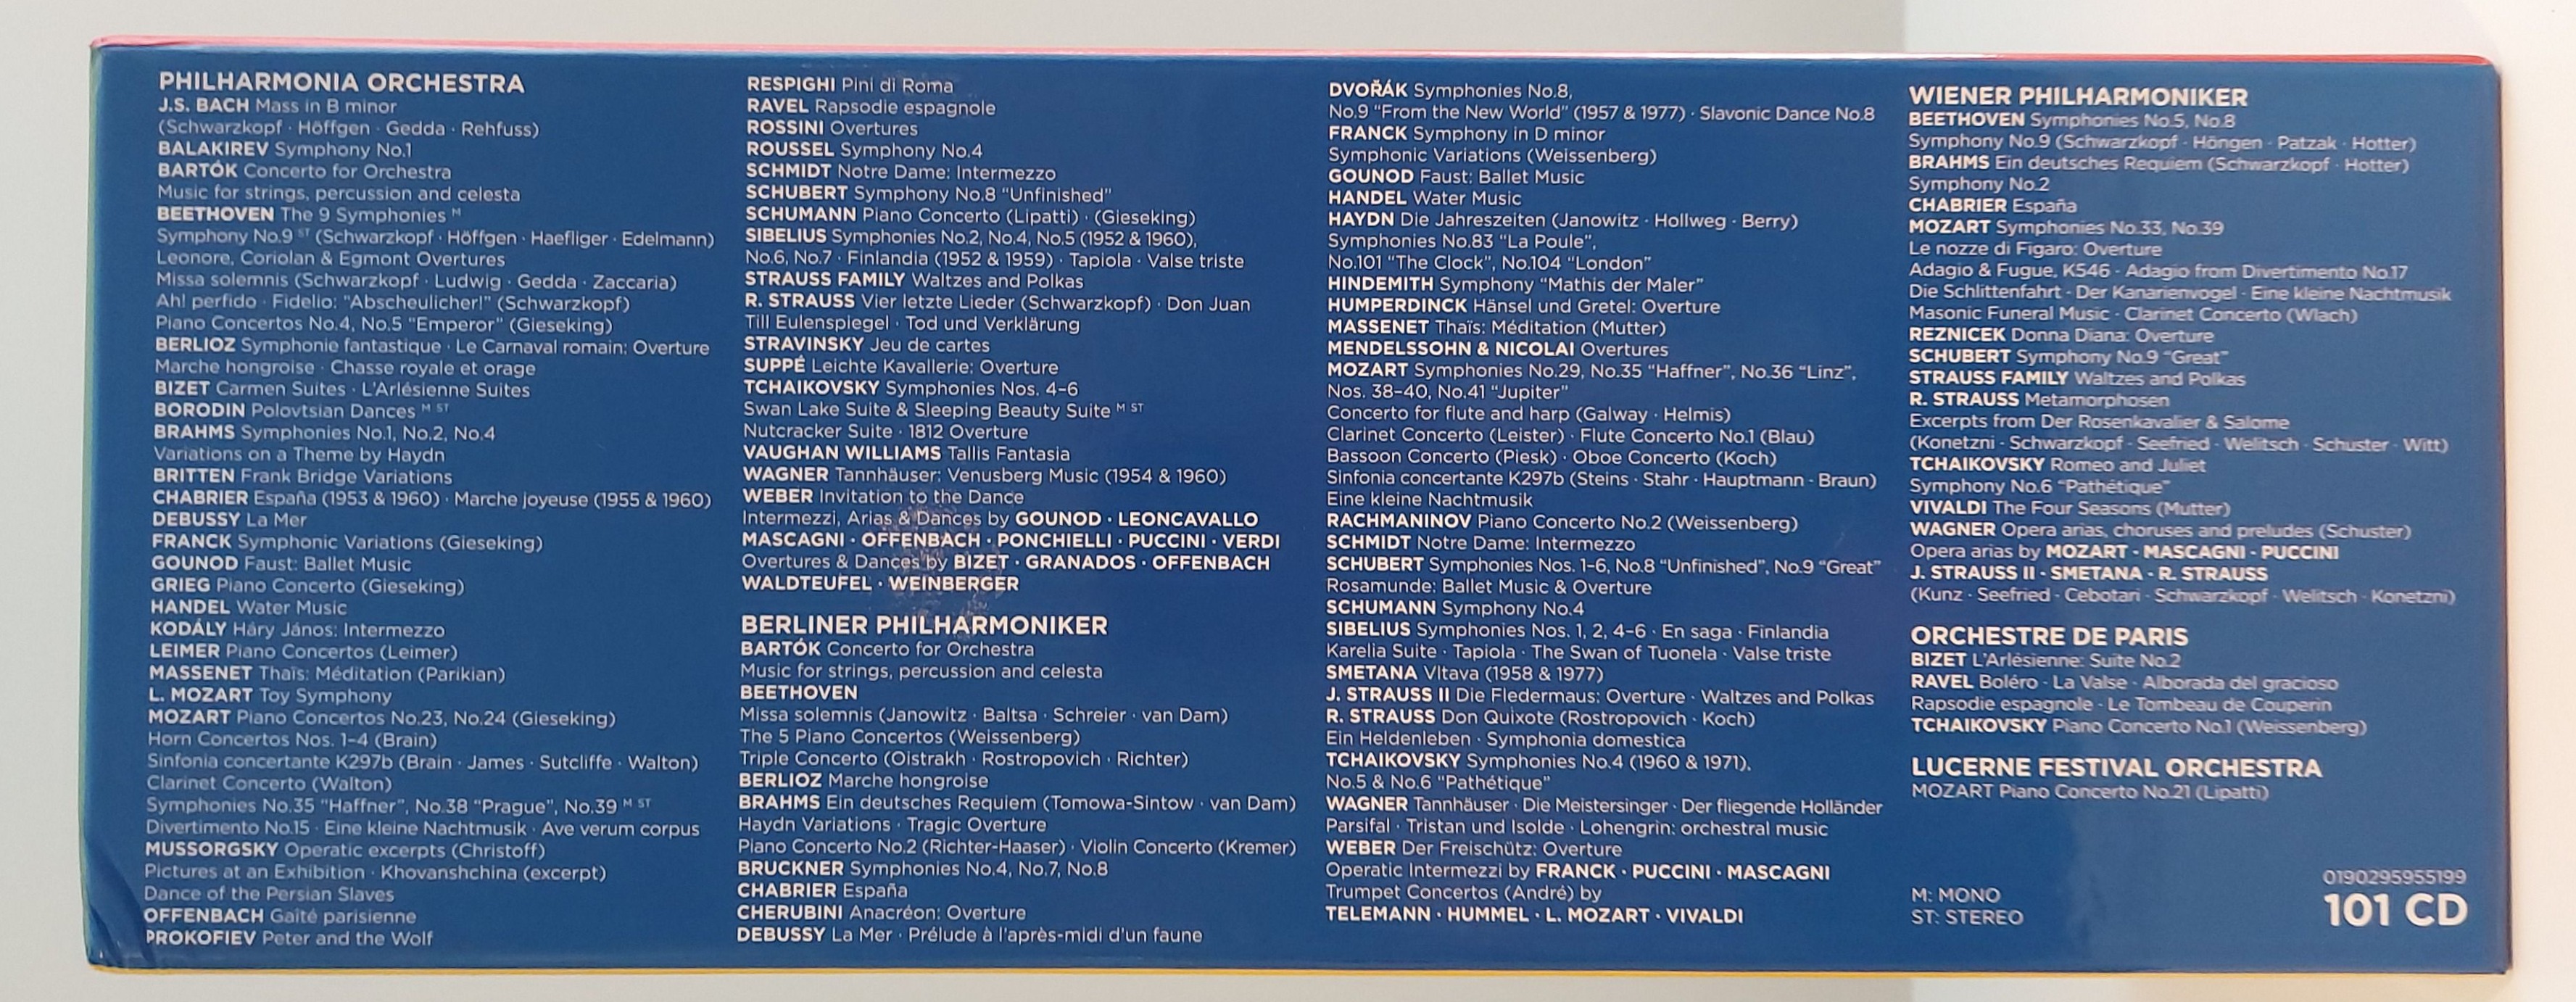 PHILHARMONIA ORCHESTRA
J.S. BACH Mass in B minor
(Schwarzkopf · Höffgen · Gedda · Rehfuss)
BALAKIREV Symphony No.1
BARTÓK Concerto for Orchestra
Music for strings, percussion and celesta
BEETHOVEN The 9 Symphonies M
Symphony No.9 ST (Schwarzkopf · Höffgen · Haefliger · Edelmann)
Leonore, Coriolan & Egmont Overtures
Missa solemnis (Schwarzkopf · Ludwig · Gedda · Zaccaria)
Ah! perfido · Fidelio: "Abscheulicher!" (Schwarzkopf)
Piano Concertos No.4, No.5 "Emperor" (Gieseking)
BERLIOZ Symphonie fantastique · Le Carnaval romain: Overture
Marche hongroise · Chasse royale et orage
BIZET Carmen Suites · L'Arlésienne Suites
BORODIN Polovtsian Dances M ST
BRAHMS Symphonies No.1, No.2, No.4
Variations on a Theme by Haydn
BRITTEN Frank Bridge Variations
CHABRIER España (1953 & 1960) · Marche joyeuse (1955 & 1960)
DEBUSSY La Mer
FRANCK Symphonic Variations (Gieseking)
GOUNOD Faust: Ballet Music
GRIEG Piano Concerto (Gieseking)
HANDEL Water Music
KODÁLY Háry János: Intermezzo
LEIMER Piano Concertos (Leimer)
MASSENET Thaïs: Méditation (Parikian)
L. MOZART Toy Symphony
MOZART Piano Concertos No.23, No.24 (Gieseking)
Horn Concertos Nos. 1–4 (Brain)
Sinfonia concertante K297b (Brain · James · Sutcliffe · Walton)
Clarinet Concerto (Walton)
Symphonies No.35 "Haffner", No.38 "Prague", No.39 M ST
Divertimento No.15 · Eine kleine Nachtmusik · Ave verum corpus
MUSSORGSKY Operatic excerpts (Christoff)
Pictures at an Exhibition · Khovanshchina (excerpt)
Dance of the Persian Slaves
OFFENBACH Gaîté parisienne
PROKOFIEV Peter and the Wolf
RESPIGHI Pini di Roma
RAVEL Rapsodie espagnole
ROSSINI Overtures
ROUSSEL Symphony No.4
SCHMIDT Notre Dame: Intermezzo
SCHUBERT Symphony No.8 "Unfinished"
SCHUMANN Piano Concerto (Lipatti) · (Gieseking)
SIBELIUS Symphonies No.2, No.4, No.5 (1952 & 1960),
No.6, No.7 · Finlandia (1952 & 1959) · Tapiola · Valse triste
STRAUSS FAMILY Waltzes and Polkas
R. STRAUSS Vier letzte Lieder (Schwarzkopf) · Don Juan
Till Eulenspiegel · Tod und Verklärung
STRAVINSKY Jeu de cartes
SUPPÉ Leichte Kavallerie: Overture
TCHAIKOVSKY Symphonies Nos. 4–6
Swan Lake Suite & Sleeping Beauty Suite M ST
Nutcracker Suite · 1812 Overture
VAUGHAN WILLIAMS Tallis Fantasia
WAGNER Tannhäuser: Venusberg Music (1954 & 1960)
WEBER Invitation to the Dance
Intermezzi, Arias & Dances by GOUNOD · LEONCAVALLO
MASCAGNI · OFFENBACH · PONCHIELLI · PUCCINI · VERDI
Overtures & Dances by BIZET · GRANADOS · OFFENBACH
WALDTEUFEL · WEINBERGER
BERLINER PHILHARMONIKER
BARTÓK Concerto for Orchestra
Music for strings, percussion and celesta
BEETHOVEN
Missa solemnis (Janowitz · Baltsa · Schreier · van Dam)
The 5 Piano Concertos (Weissenberg)
Triple Concerto (Oistrakh · Rostropovich · Richter)
BERLIOZ Marche hongroise
BRAHMS Ein deutsches Requiem (Tomowa-Sintow · van Dam)
Haydn Variations · Tragic Overture
Piano Concerto No.2 (Richter-Haaser) · Violin Concerto (Kremer)
BRUCKNER Symphonies No.4, No.7, No.8
CHABRIER España
CHERUBINI Anacréon: Overture
DEBUSSY La Mer · Prélude à l'après-midi d'un faune
DVOŘÁK Symphonies No.8,
No.9 "From the New World" (1957 & 1977) · Slavonic Dance No.8
FRANCK Symphony in D minor
Symphonic Variations (Weissenberg)
GOUNOD Faust: Ballet Music
HANDEL Water Music
HAYDN Die Jahreszeiten (Janowitz · Hollweg · Berry)
Symphonies No.83 "La Poule",
No.101 "The Clock", No.104 "London"
HINDEMITH Symphony "Mathis der Maler"
HUMPERDINCK Hänsel und Gretel: Overture
MASSENET Thaïs: Méditation (Mutter)
MENDELSSOHN & NICOLAI Overtures
MOZART Symphonies No.29, No.35 "Haffner", No.36 "Linz",
Nos. 38–40, No.41 "Jupiter"
Concerto for flute and harp (Galway · Helmis)
Clarinet Concerto (Leister) · Flute Concerto No.1 (Blau)
Bassoon Concerto (Piesk) · Oboe Concerto (Koch)
Sinfonia concertante K297b (Steins · Stahr · Hauptmann · Braun)
Eine kleine Nachtmusik
RACHMANINOV Piano Concerto No.2 (Weissenberg)
SCHMIDT Notre Dame: Intermezzo
SCHUBERT Symphonies Nos. 1–6, No.8 "Unfinished", No.9 "Great"
Rosamunde: Ballet Music & Overture
SCHUMANN Symphony No.4
SIBELIUS Symphonies Nos. 1, 2, 4–6 · En saga · Finlandia
Karelia Suite · Tapiola · The Swan of Tuonela · Valse triste
SMETANA Vltava (1958 & 1977)
J. STRAUSS II Die Fledermaus: Overture · Waltzes and Polkas
R. STRAUSS Don Quixote (Rostropovich · Koch)
Ein Heldenleben · Symphonia domestica
TCHAIKOVSKY Symphonies No.4 (1960 & 1971),
No.5 & No.6 "Pathétique"
WAGNER Tannhäuser · Die Meistersinger · Der fliegende Holländer
Parsifal · Tristan und Isolde · Lohengrin: orchestral music
WEBER Der Freischütz: Overture
Operatic Intermezzi by FRANCK · PUCCINI · MASCAGNI
Trumpet Concertos (André) by
TELEMANN · HUMMEL · L. MOZART · VIVALDI
WIENER PHILHARMONIKER
BEETHOVEN Symphonies No.5, No.8
Symphony No.9 (Schwarzkopf · Höngen · Patzak · Hotter)
BRAHMS Ein deutsches Requiem (Schwarzkopf · Hotter)
Symphony No.2
CHABRIER España
MOZART Symphonies No.33, No.39
Le nozze di Figaro: Overture
Adagio & Fugue, K546 · Adagio from Divertimento No.17
Die Schlittenfahrt · Der Kanarienvogel · Eine kleine Nachtmusik
Masonic Funeral Music · Clarinet Concerto (Wlach)
REZNICEK Donna Diana: Overture
SCHUBERT Symphony No.9 "Great"
STRAUSS FAMILY Waltzes and Polkas
R. STRAUSS Metamorphosen
Excerpts from Der Rosenkavalier & Salome
(Konetzni · Schwarzkopf · Seefried · Welitsch · Schuster · Witt)
TCHAIKOVSKY Romeo and Juliet
Symphony No.6 "Pathétique"
VIVALDI The Four Seasons (Mutter)
WAGNER Opera arias, choruses and preludes (Schuster)
Opera arias by MOZART · MASCAGNI · PUCCINI
J. STRAUSS II · SMETANA · R. STRAUSS
(Kunz · Seefried · Cebotari · Schwarzkopf · Welitsch · Konetzni)
ORCHESTRE DE PARIS
BIZET L'Arlésienne: Suite No.2
RAVEL Boléro · La Valse · Alborada del gracioso
Rapsodie espagnole · Le Tombeau de Couperin
TCHAIKOVSKY Piano Concerto No.1 (Weissenberg)
LUCERNE FESTIVAL ORCHESTRA
MOZART Piano Concerto No.21 (Lipatti)
M: MONO
ST: STEREO
0190295955199
101 CD